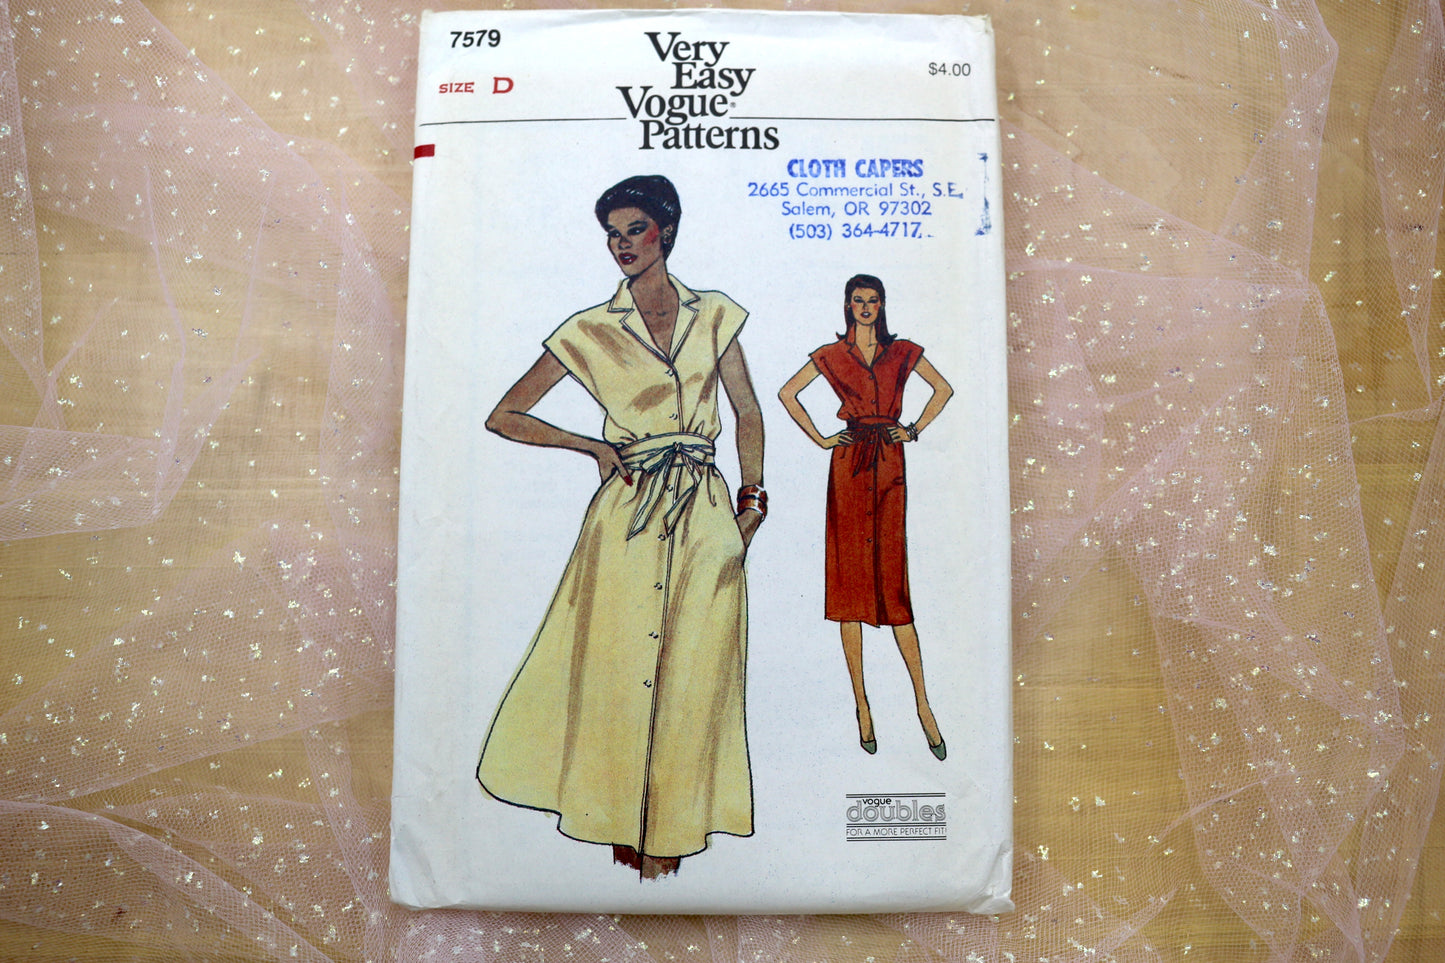 7579
SIZE D
Very
Easy
Vogue®
Patterns
$4.00
CLOTH CAPERS
2665 Commercial St., S.E.
Salem, OR 97302
(503) 364-4717
vogue
doubles
FOR A MORE PERFECT FIT!